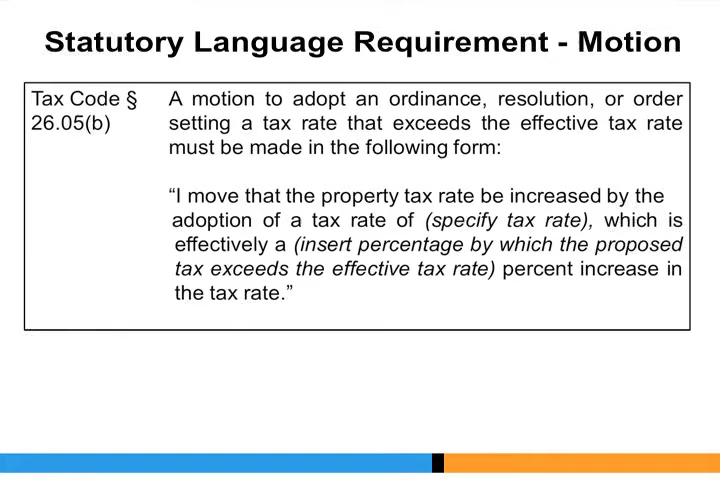 Statutory Language Requirement - Motion
Tax Code § A motion to adopt an ordinance, resolution, or order
26.05(b) setting a tax rate that exceeds the effective tax rate
must be made in the following form:
“I move that the property tax rate be increased by the
adoption of a tax rate of (specify tax rate), which is
effectively a (insert percentage by which the proposed
tax exceeds the effective tax rate) percent increase in
the tax rate.”